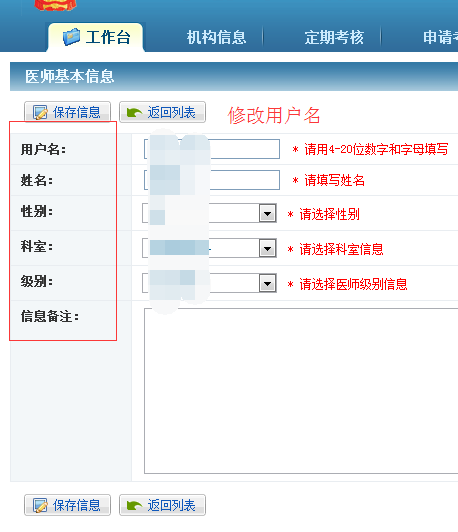 工作台 机构信息 定期考核 申请
医师基本信息
保存信息 返回列表 修改用户名
用户名： * 请用4-20位数字和字母填写
姓名： * 请填写姓名
性别： * 请选择性别
科室： * 请选择科室信息
级别： * 请选择医师级别信息
信息备注：
保存信息 返回列表